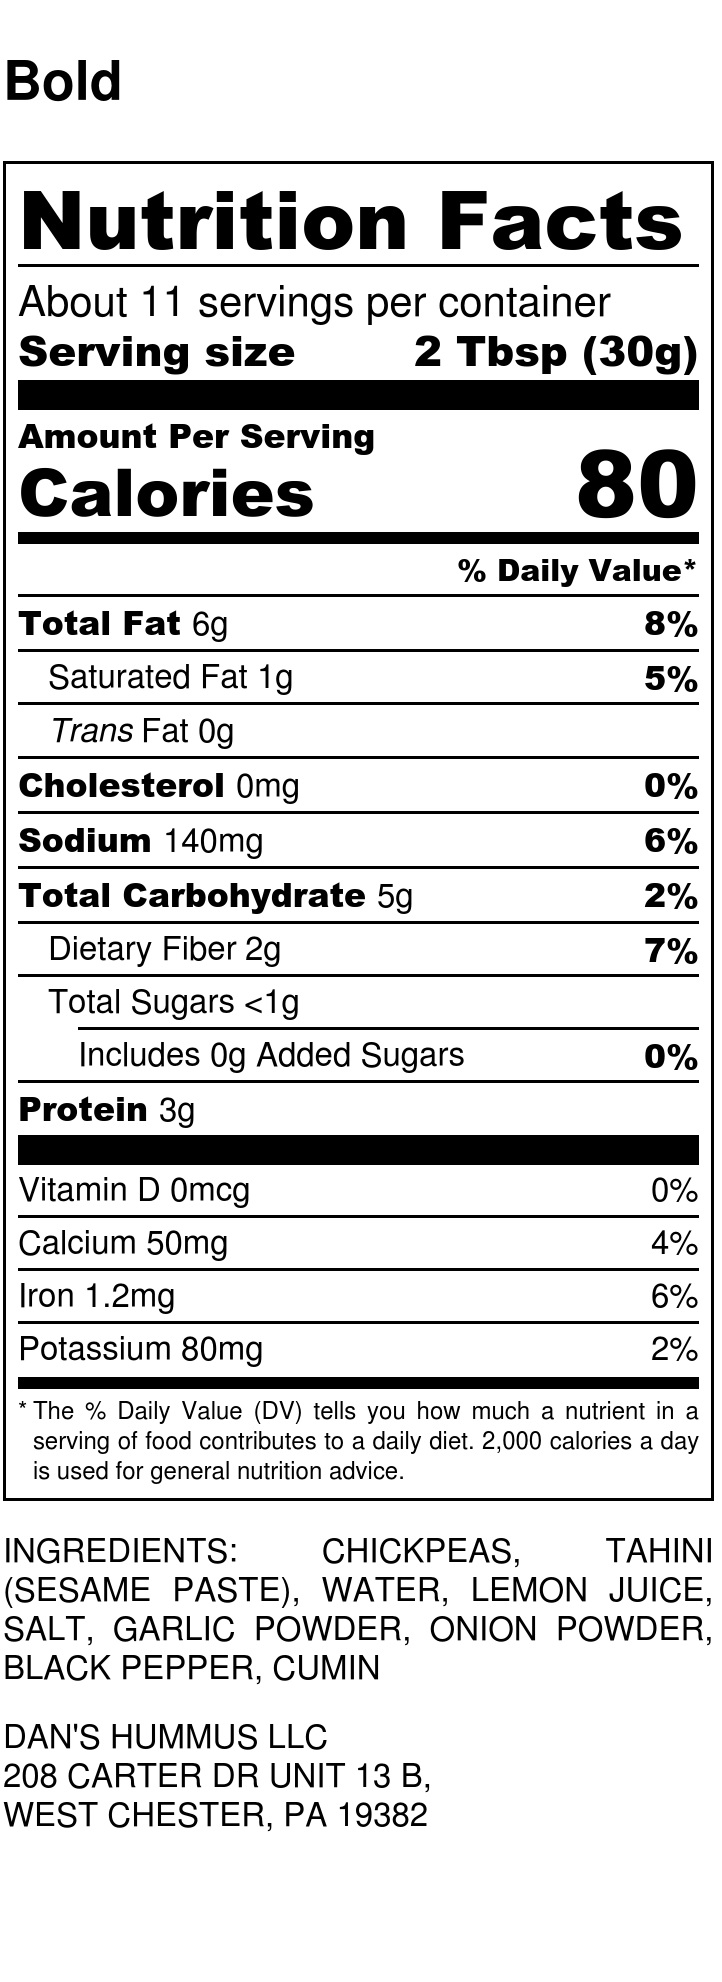 Bold
Nutrition Facts
About 11 servings per container
Serving size 2 Tbsp (30g)
Amount Per Serving
Calories 80
% Daily Value*
Total Fat 6g 8%
Saturated Fat 1g 5%
Trans Fat 0g
Cholesterol 0mg 0%
Sodium 140mg 6%
Total Carbohydrate 5g 2%
Dietary Fiber 2g 7%
Total Sugars <1g
Includes 0g Added Sugars 0%
Protein 3g
Vitamin D 0mcg 0%
Calcium 50mg 4%
Iron 1.2mg 6%
Potassium 80mg 2%
* The % Daily Value (DV) tells you how much a nutrient in a
serving of food contributes to a daily diet. 2,000 calories a day
is used for general nutrition advice.
INGREDIENTS: CHICKPEAS, TAHINI
(SESAME PASTE), WATER, LEMON JUICE,
SALT, GARLIC POWDER, ONION POWDER,
BLACK PEPPER, CUMIN
DAN'S HUMMUS LLC
208 CARTER DR UNIT 13 B,
WEST CHESTER, PA 19382